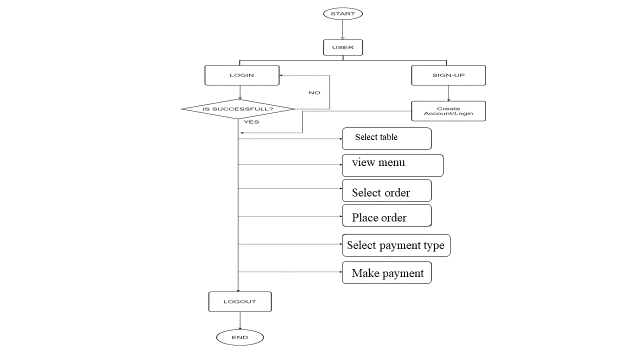 START
USER
LOGIN
SIGN-UP
NO
IS SUCCESSFULL?
Create
Account/Login
YES
Select table
view menu
Select order
Place order
Select payment type
Make payment
LOGOUT
END